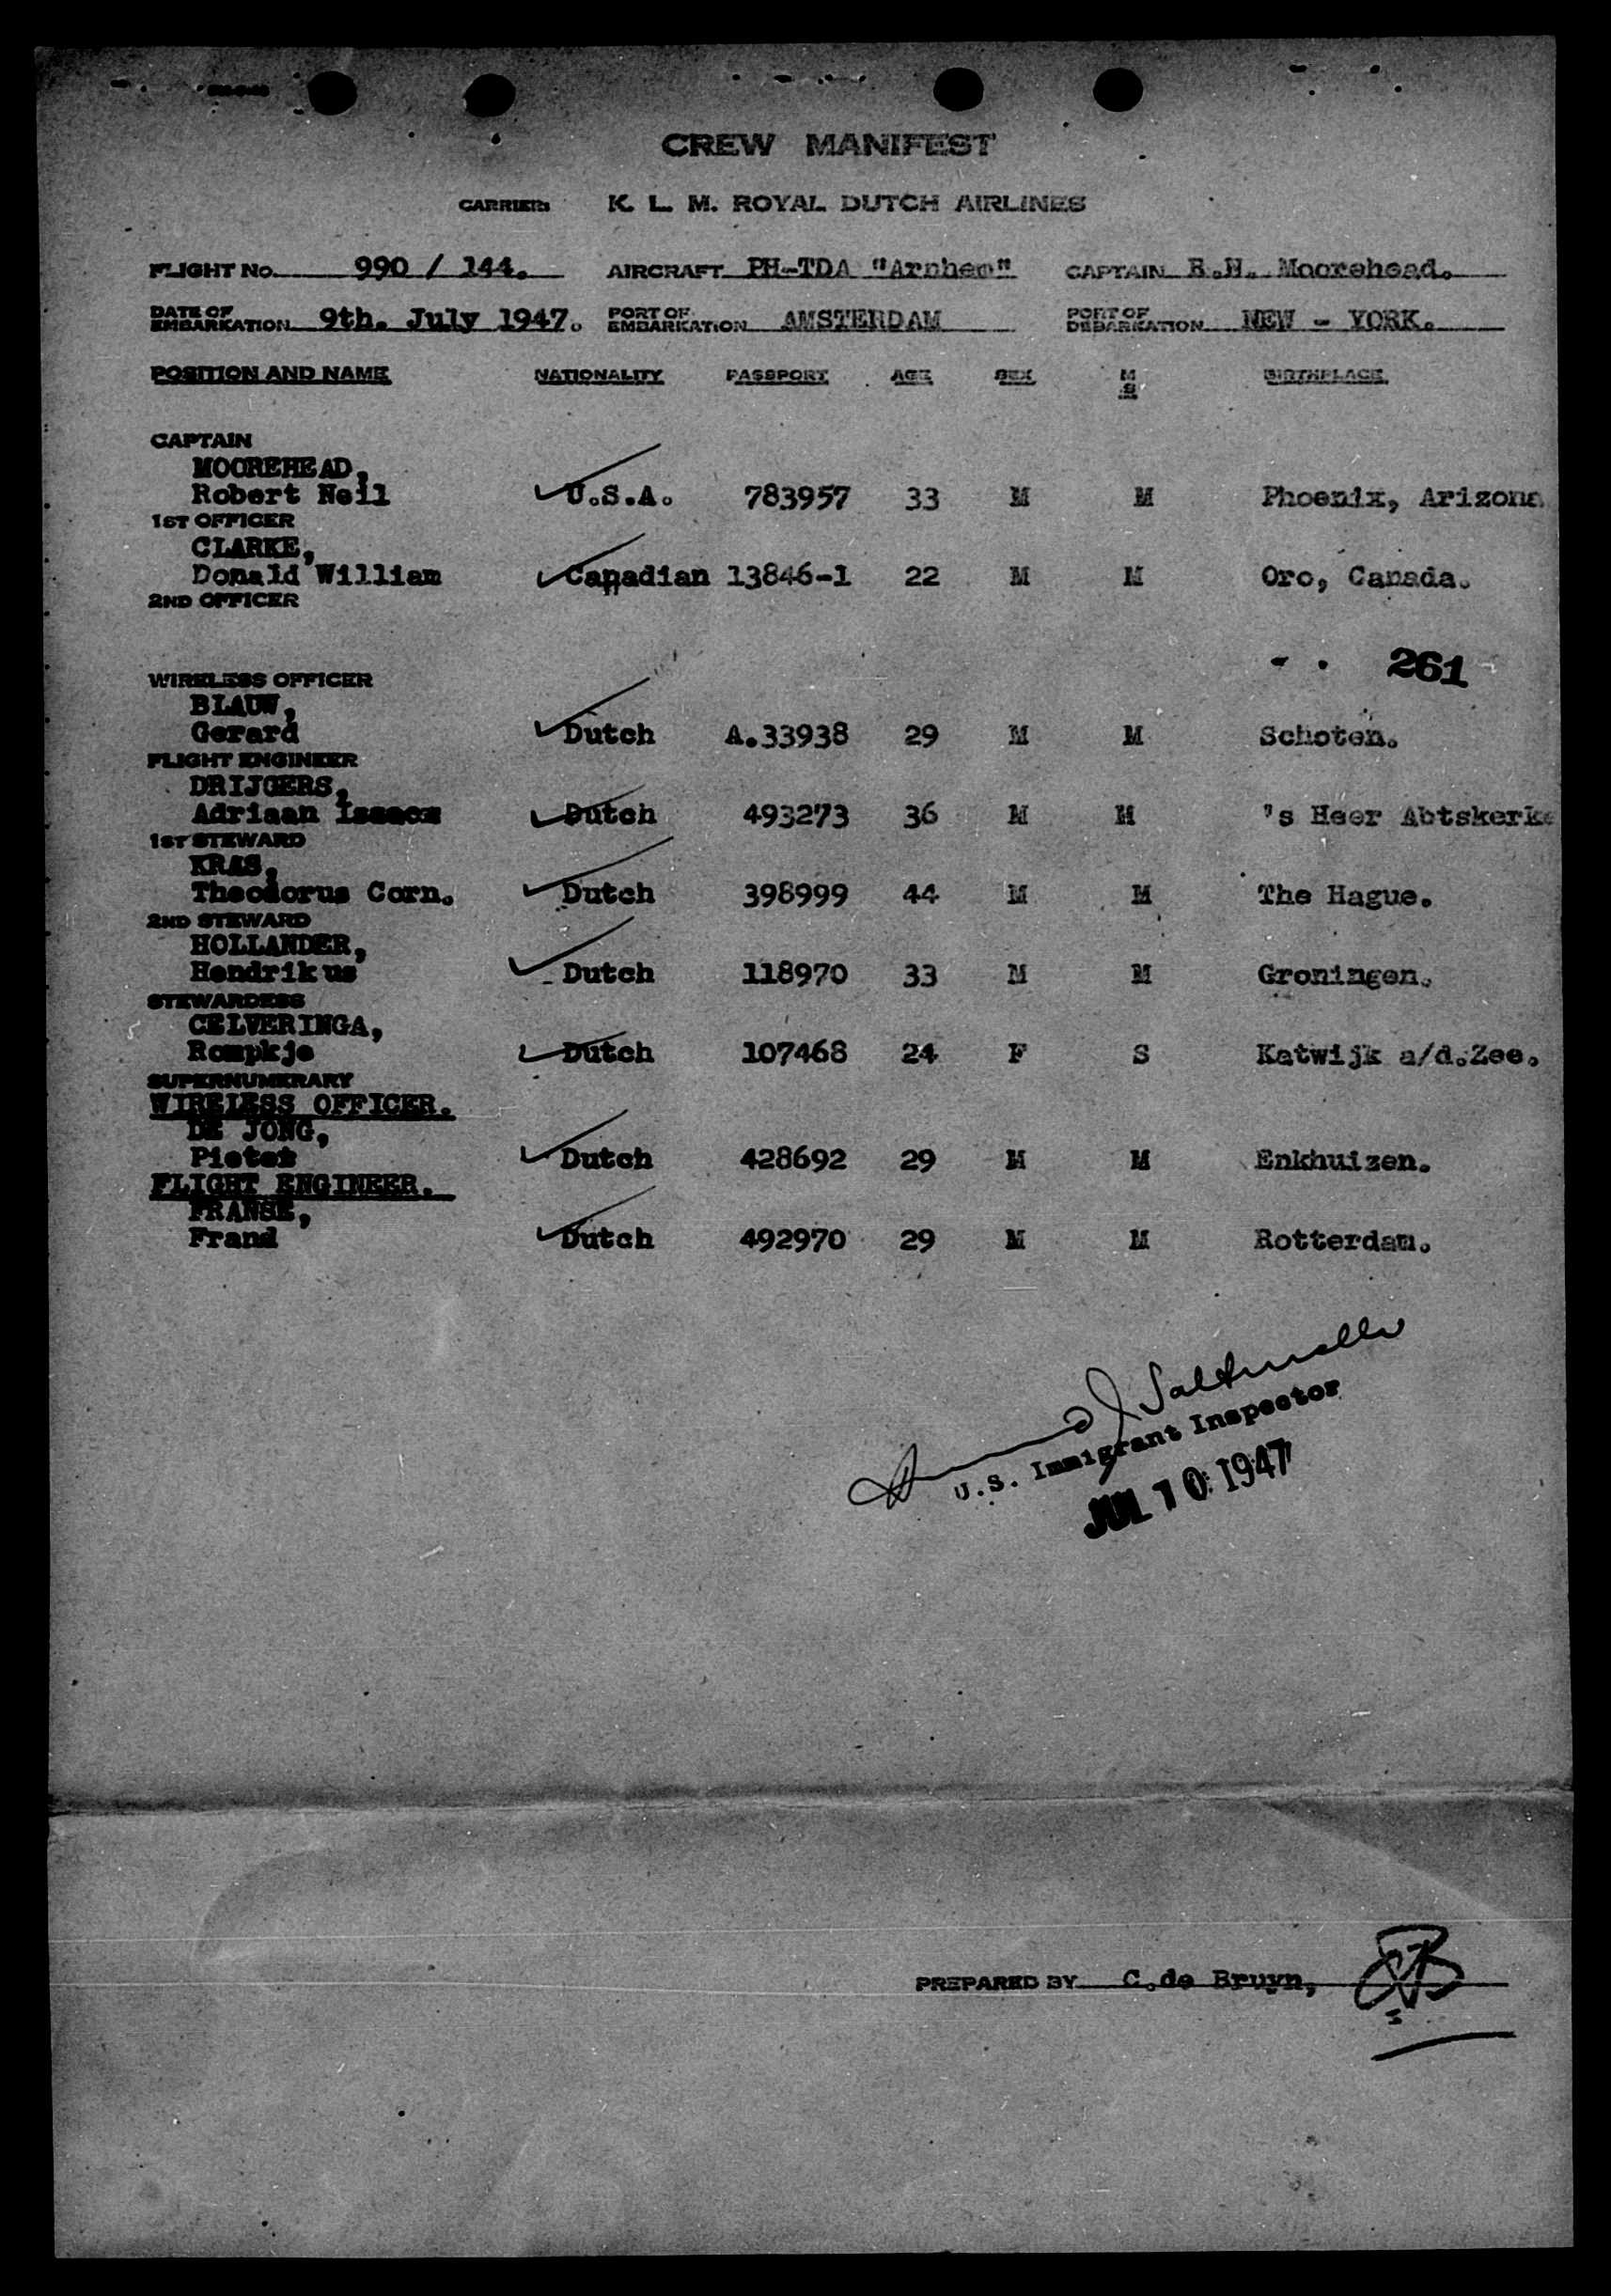 CREW MANIFEST
CARRIER: K. L. M. ROYAL DUTCH AIRLINES
FLIGHT No. 990 / 144. AIRCRAFT PH-TDA "Arnhem" CAPTAIN R.N. Moorehead.
DATE OF EMBARKATION 9th. July 1947. PORT OF EMBARKATION AMSTERDAM PORT OF DEBARKATION NEW - YORK.
POSITION AND NAME NATIONALITY PASSPORT AGE SEX M S BIRTHPLACE
CAPTAIN
MOOREHEAD,
Robert Neil U.S.A. 783957 33 M M Phoenix, Arizona
1ST OFFICER
CLARKE,
Donald William Canadian 13846-1 22 M M Oro, Canada.
2ND OFFICER
261
WIRELESS OFFICER
BLAUW,
Gerard Dutch A.33938 29 M M Schoten.
FLIGHT ENGINEER
DRIJGERS,
Adriaan Dutch 493273 36 M M 's Heer Abtskerke
1ST STEWARD
KRAS,
Theodorus Corn. Dutch 398999 44 M M The Hague.
2ND STEWARD
HOLLANDER,
Hendrikus Dutch 118970 33 M M Groningen.
STEWARDESS
CELVERINGA,
Rompkje Dutch 107468 24 F S Katwijk a/d.Zee.
SUPERNUMERARY
WIRELESS OFFICER.
DE JONG,
Pieter Dutch 428692 29 M M Enkhuizen.
FLIGHT ENGINEER.
FRANSE,
Frand Dutch 492970 29 M M Rotterdam.
U.S. Immigrant Inspector
JUL 10 1947
PREPARED BY C.de Bruyn,